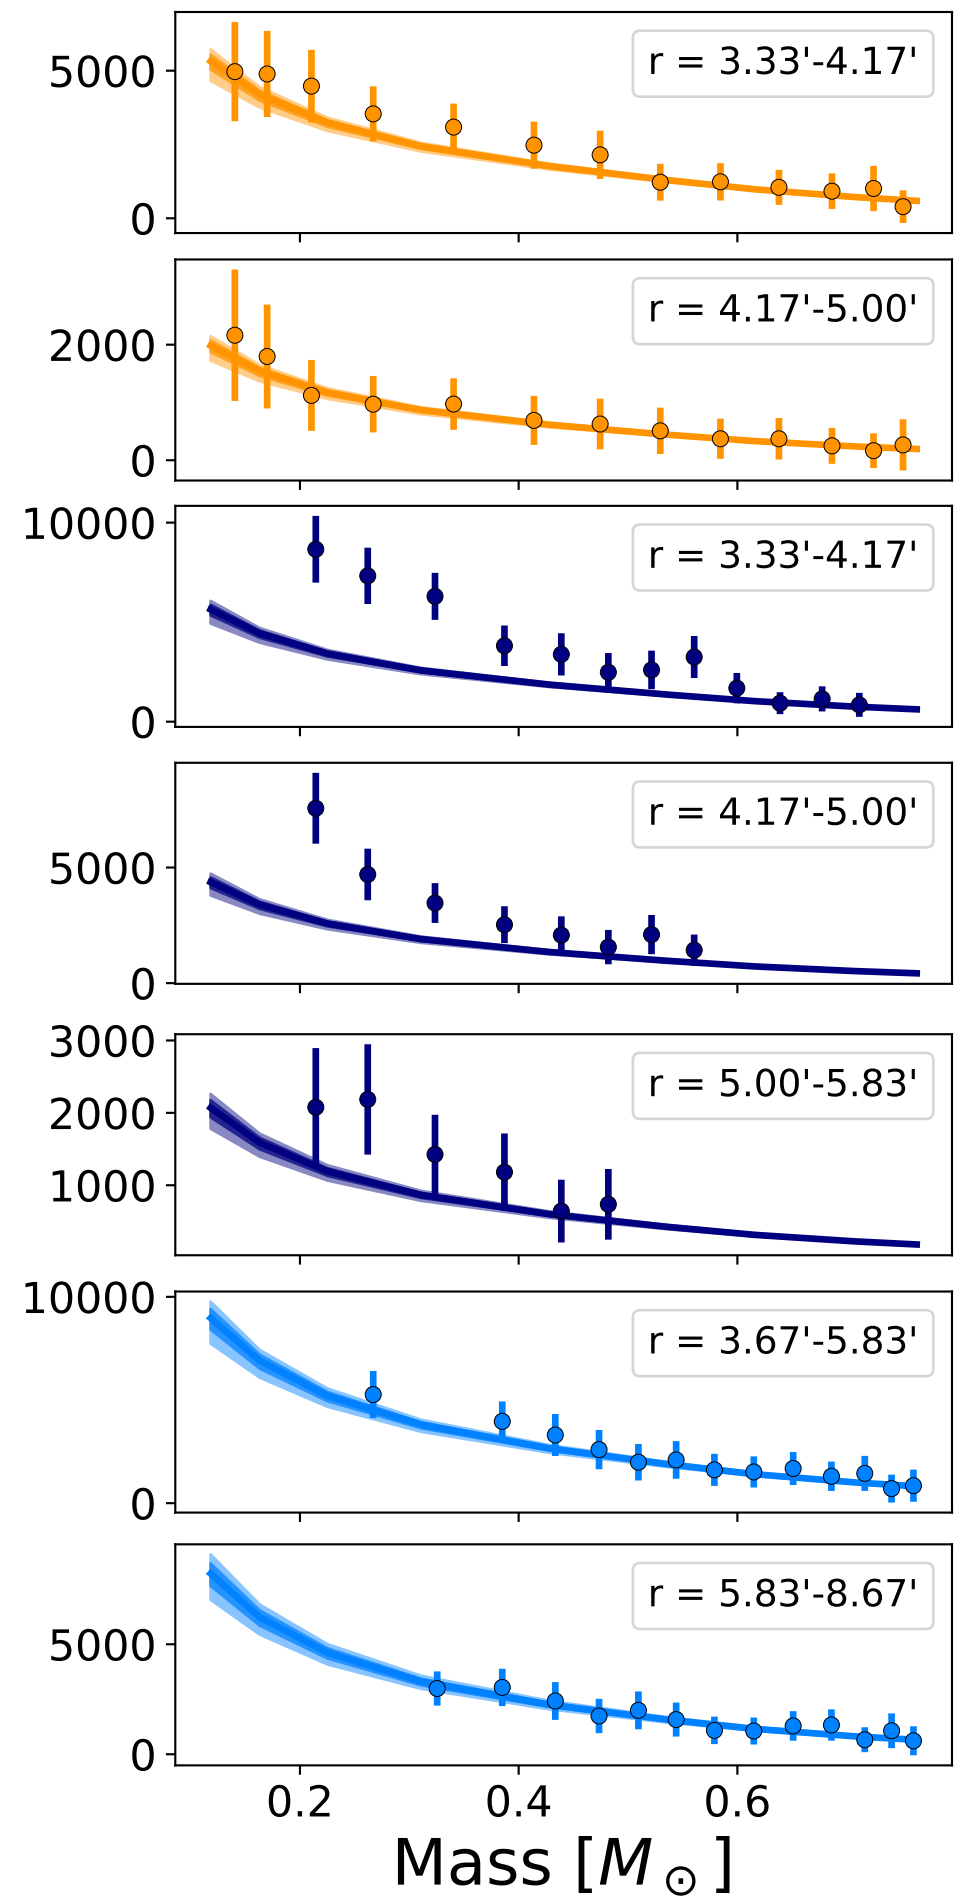 r = 3.33'-4.17'
5000
0
r = 4.17'-5.00'
2000
0
r = 3.33'-4.17'
10000
0
r = 4.17'-5.00'
5000
0
r = 5.00'-5.83'
3000
2000
1000
r = 3.67'-5.83'
10000
0
r = 5.83'-8.67'
5000
0
0.2 0.4 0.6
Mass [M⊙]